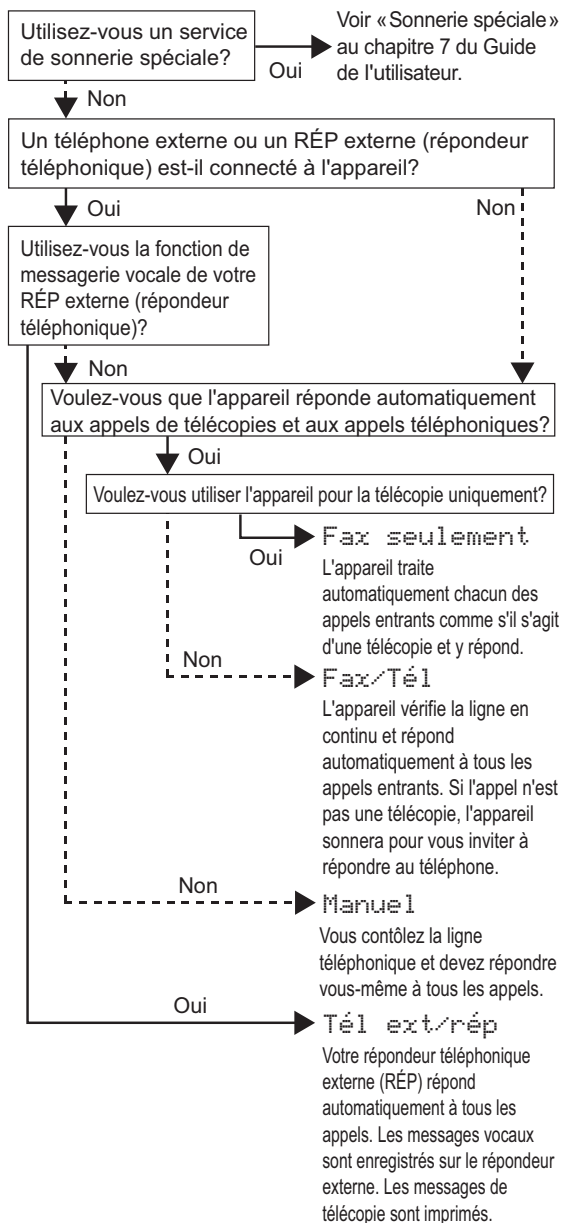 Utilisez-vous un service
de sonnerie spéciale?
Oui
Voir «Sonnerie spéciale»
au chapitre 7 du Guide
de l'utilisateur.
Non
Un téléphone externe ou un RÉP externe (répondeur
téléphonique) est-il connecté à l'appareil?
Oui
Non
Utilisez-vous la fonction de
messagerie vocale de votre
RÉP externe (répondeur
téléphonique)?
Non
Voulez-vous que l'appareil réponde automatiquement
aux appels de télécopies et aux appels téléphoniques?
Oui
Voulez-vous utiliser l'appareil pour la télécopie uniquement?
Oui
Fax seulement
L'appareil traite
automatiquement chacun des
appels entrants comme s'il s'agit
d'une télécopie et y répond.
Non
Fax/Tél
L'appareil vérifie la ligne en
continu et répond
automatiquement à tous les
appels entrants. Si l'appel n'est
pas une télécopie, l'appareil
sonnera pour vous inviter à
répondre au téléphone.
Non
Manuel
Vous contôlez la ligne
téléphonique et devez répondre
vous-même à tous les appels.
Oui
Tél ext/rép
Votre répondeur téléphonique
externe (RÉP) répond
automatiquement à tous les
appels. Les messages vocaux
sont enregistrés sur le répondeur
externe. Les messages de
télécopie sont imprimés.